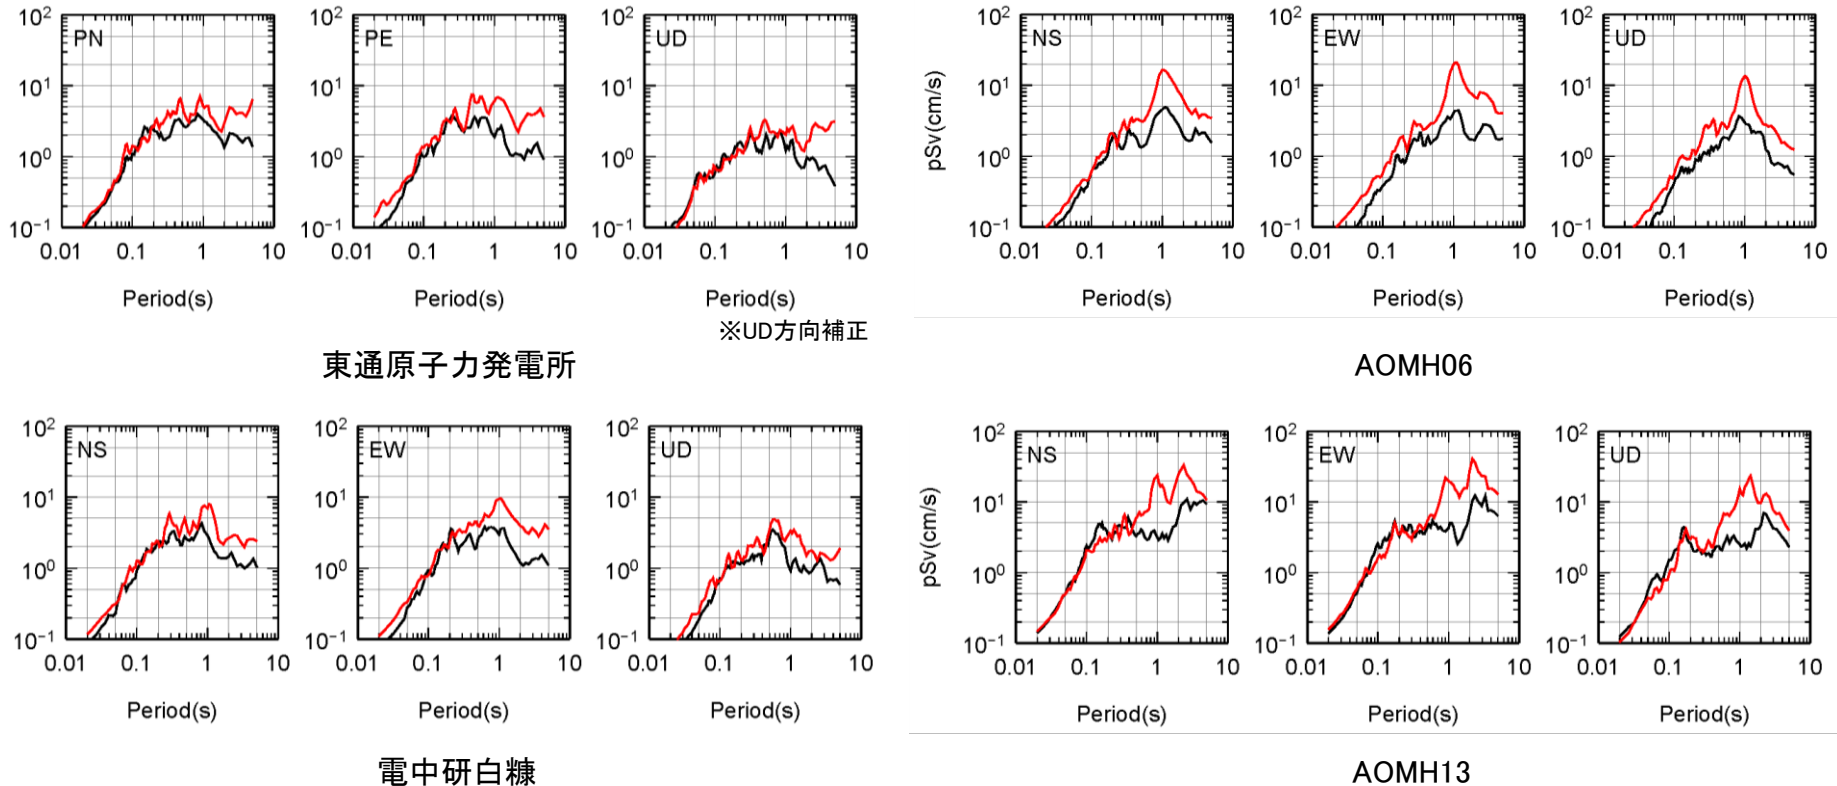 PN
PE
UD
10² 10¹ 10⁰ 10⁻¹
10² 10¹ 10⁰ 10⁻¹
10² 10¹ 10⁰ 10⁻¹
0.01 0.1 1 10
0.01 0.1 1 10
0.01 0.1 1 10
Period(s)
Period(s)
Period(s)
※UD方向補正
東通原子力発電所
NS
EW
UD
pSv(cm/s)
10² 10¹ 10⁰ 10⁻¹
10² 10¹ 10⁰ 10⁻¹
10² 10¹ 10⁰ 10⁻¹
0.01 0.1 1 10
0.01 0.1 1 10
0.01 0.1 1 10
Period(s)
Period(s)
Period(s)
AOMH06
NS
EW
UD
10² 10¹ 10⁰ 10⁻¹
10² 10¹ 10⁰ 10⁻¹
10² 10¹ 10⁰ 10⁻¹
0.01 0.1 1 10
0.01 0.1 1 10
0.01 0.1 1 10
Period(s)
Period(s)
Period(s)
電中研白糠
NS
EW
UD
pSv(cm/s)
10² 10¹ 10⁰ 10⁻¹
10² 10¹ 10⁰ 10⁻¹
10² 10¹ 10⁰ 10⁻¹
0.01 0.1 1 10
0.01 0.1 1 10
0.01 0.1 1 10
Period(s)
Period(s)
Period(s)
AOMH13